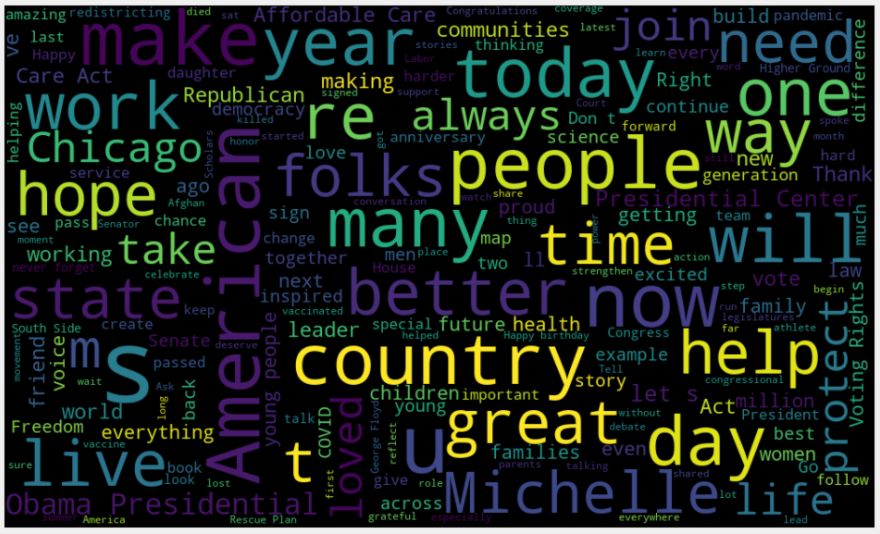 amazing redistricting died sat Affordable Care Congratulations coverage latest join build pandemic
ve last Happy make year communities stories thinking Labor harder every need word Higher Ground
Care Act daughter making today Right learn difference
work Republican democracy killed signed support Court continue one
helping Chicago re always Don t science forward way
service Scholars honor started love anniversary got still new spoke month hard
hope ago Afghan American folks people generation Thank
see pass Senator chance sign conversation watch share proud Presidential Center
moment take change many thing map getting team much
working together men place two time power will
never forget celebrate next House ll strengthen excited action vote law
state keep inspired vaccinated better now step family begin
South Side create leader special future health Congress run legislatures protect
movement friend voice m s Senate deserve young people helped Happy birthday example far athlete Voting Rights
wait passed Ask country Tell story congressional help
world back long children important let s million
Freedom everything talk COVID George Floyd young u great without debate Act President
vaccine t reflect families even day women best
sure live book look lost first loved give role parents talking shared Go follow
Obama Presidential across Michelle lot life
summer America Rescue Plan grateful especially everywhere lead